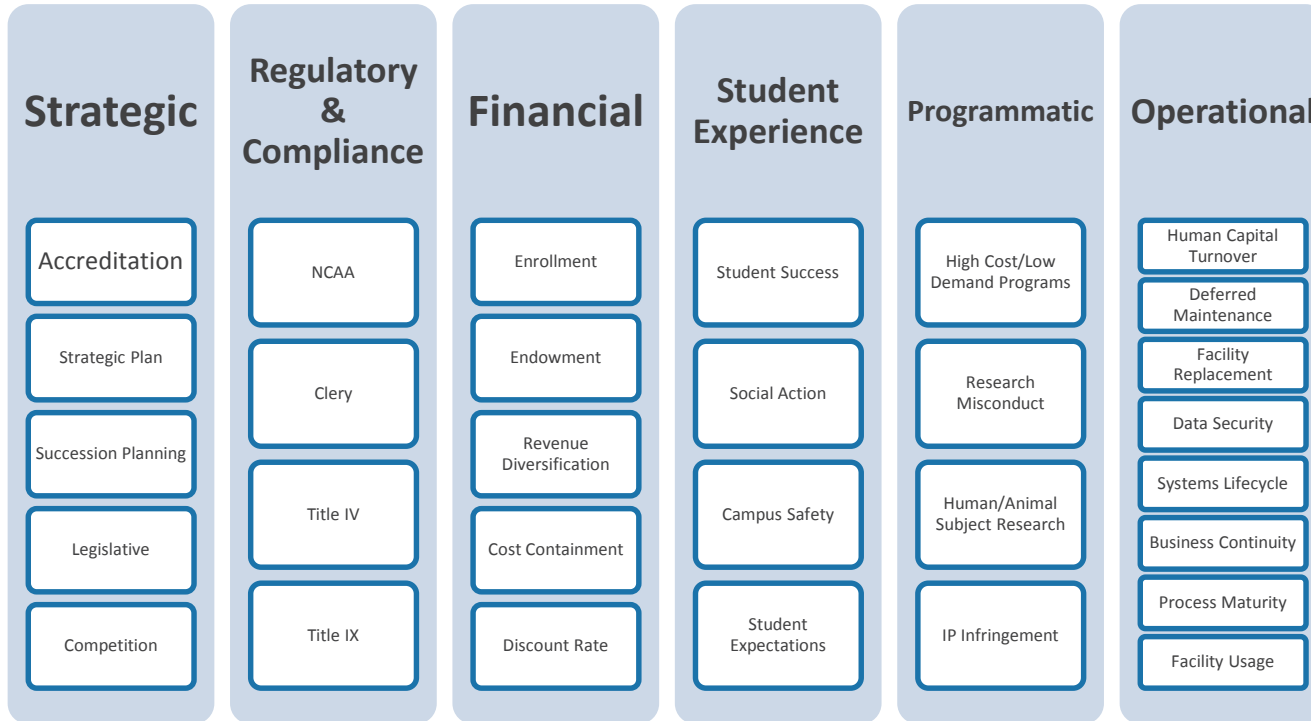 Strategic
Accreditation
Strategic Plan
Succession Planning
Legislative
Competition
Regulatory
&
Compliance
NCAA
Clery
Title IV
Title IX
Financial
Enrollment
Endowment
Revenue
Diversification
Cost Containment
Discount Rate
Student
Experience
Student Success
Social Action
Campus Safety
Student
Expectations
Programmatic
High Cost/Low
Demand Programs
Research
Misconduct
Human/Animal
Subject Research
IP Infringement
Operational
Human Capital
Turnover
Deferred
Maintenance
Facility
Replacement
Data Security
Systems Lifecycle
Business Continuity
Process Maturity
Facility Usage